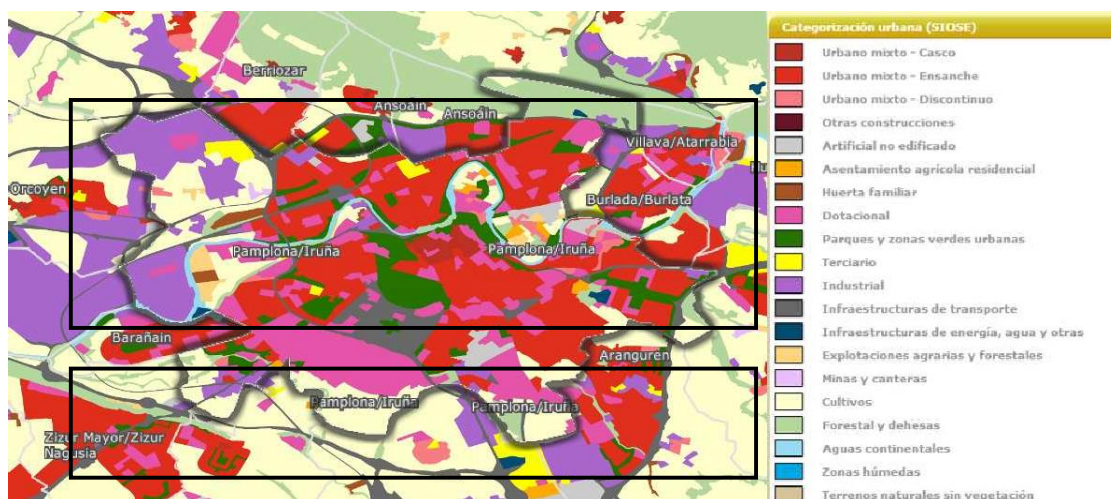 Berriozar
Ansoain
Ansoáin
Villava/Atarrabia
Orcoyen
Burlada/Burlata
Pamplona/Iruña
Pamplona/Iruña
Barañain
Aranguren
Pamplona/Iruña
Pamplona/Iruña
Zizur Mayor/Zizur
Nagusia
Categorización urbana (SIOSE)
Urbano mixto - Casco
Urbano mixto - Ensanche
Urbano mixto - Discontinuo
Otras construcciones
Artificial no edificado
Asentamiento agrícola residencial
Huerta familiar
Dotacional
Parques y zonas verdes urbanas
Terciario
Industrial
Infraestructuras de transporte
Infraestructuras de energía, agua y otras
Explotaciones agrarias y forestales
Minas y canteras
Cultivos
Forestal y dehesas
Aguas continentales
Zonas húmedas
Terrenos naturales sin vegetación